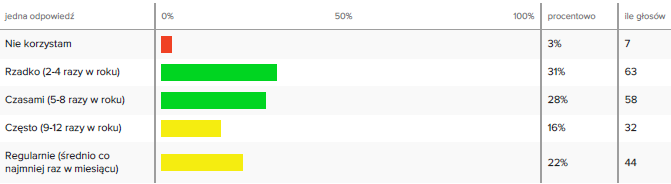 jedna odpowiedź 0% 50% 100% procentowo ile głosów
Nie korzystam 3% 7
Rzadko (2-4 razy w roku) 31% 63
Czasami (5-8 razy w roku) 28% 58
Często (9-12 razy w roku) 16% 32
Regularnie (średnio co
najmniej raz w miesiącu) 22% 44